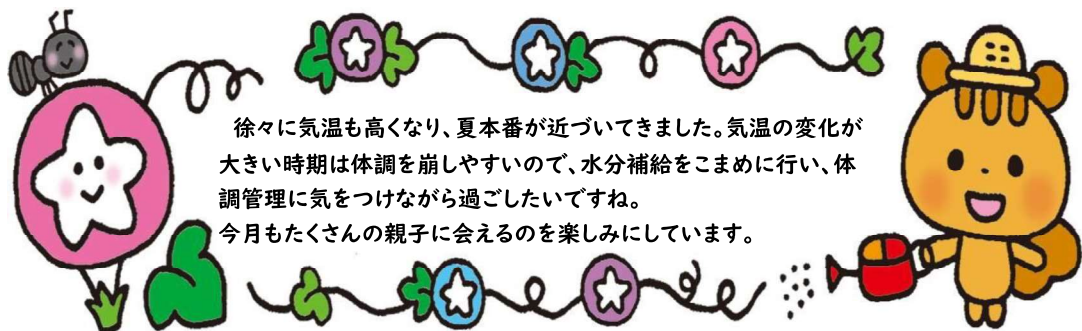 徐々に気温も高くなり、夏本番が近づいてきました。気温の変化が
大きい時期は体調を崩しやすいので、水分補給をこまめに行い、体
調管理に気をつけながら過ごしたいですね。
今月もたくさんの親子に会えるのを楽しみにしています。